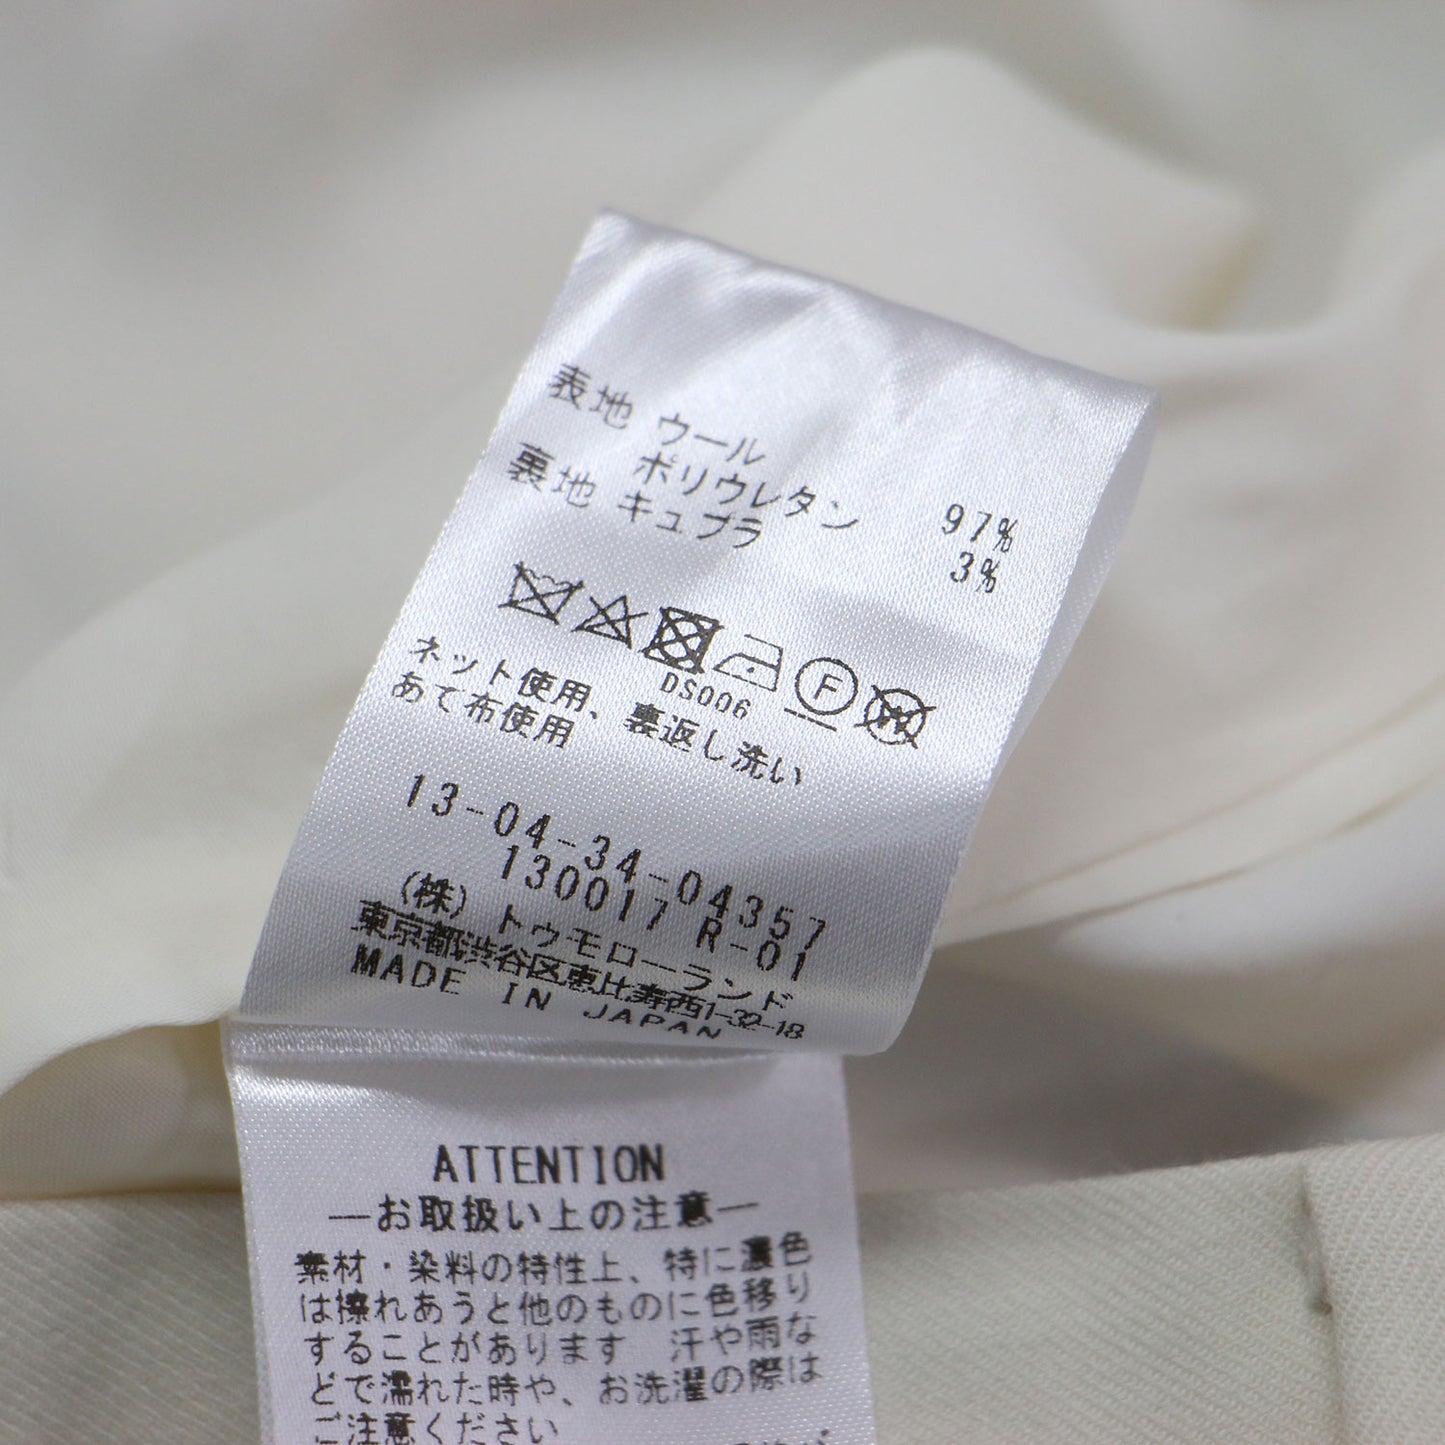 表地 ウール 97%
ポリウレタン 3%
裏地 キュプラ
F
W
DS006
ネット使用、裏返し洗い
あて布使用
13-04-34-04357
130017 R-01
(株) トゥモローランド
東京都渋谷区恵比寿西1-32-18
MADE IN JAPAN
ATTENTION
―お取扱い上の注意―
素材・染料の特性上、特に濃色
は擦れあうと他のものに色移り
することがあります 汗や雨な
どで濡れた時や、お洗濯の際は
ご注意ください